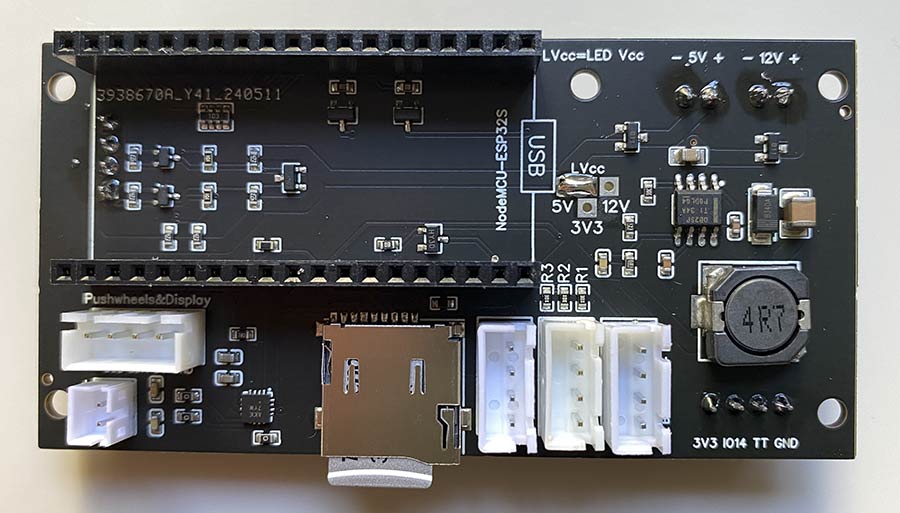 LVcc=LED Vcc
- 5V +
- 12V +
3938670A_Y41_240511
103
NodeMCU-ESP32S
USB
LVcc
5V
12V
3V3
R3
R2
R1
Pushwheels&Display
4R7
3V3 IO14 TT GND